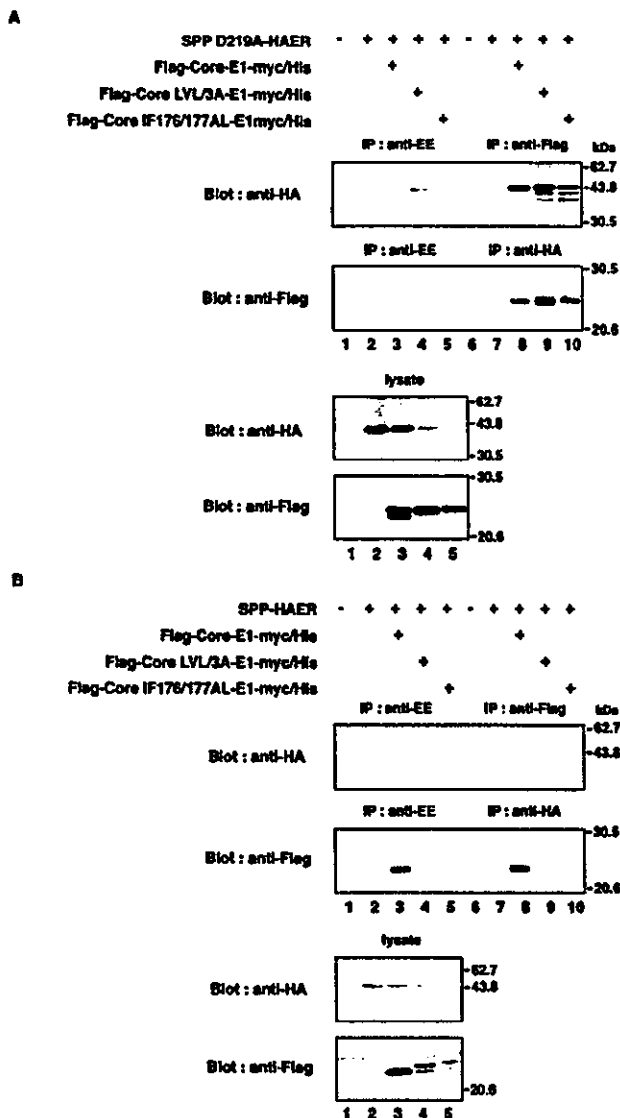 A
SPP D219A-HAER - + + + + - + + + +
Flag-Core-E1-myc/His + +
Flag-Core LVL/3A-E1-myc/His + +
Flag-Core IF176/177AL-E1myc/His + +
IP : anti-EE IP : anti-Flag kDa
Blot : anti-HA -62.7
-43.8
-30.5
IP : anti-EE IP : anti-HA
Blot : anti-Flag -30.5
-20.6
1 2 3 4 5 6 7 8 9 10
lysate
Blot : anti-HA -62.7
-43.8
-30.5
Blot : anti-Flag -30.5
-20.6
1 2 3 4 5
B
SPP-HAER - + + + + - + + + +
Flag-Core-E1-myc/His + +
Flag-Core LVL/3A-E1-myc/His + +
Flag-Core IF176/177AL-E1-myc/His + +
IP : anti-EE IP : anti-Flag kDa
Blot : anti-HA -62.7
-43.8
IP : anti-EE IP : anti-HA
Blot : anti-Flag -30.5
-20.6
1 2 3 4 5 6 7 8 9 10
lysate
Blot : anti-HA -62.7
-43.8
Blot : anti-Flag
-20.6
1 2 3 4 5